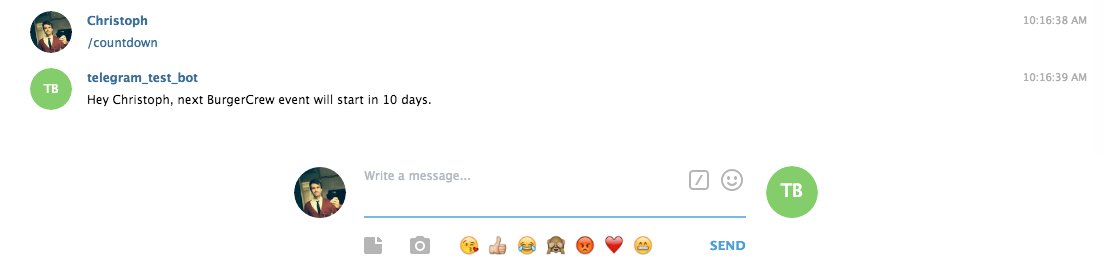 Christoph 10:16:38 AM
/countdown
TB telegram_test_bot 10:16:39 AM
Hey Christoph, next BurgerCrew event will start in 10 days.
Write a message...
TB
SEND